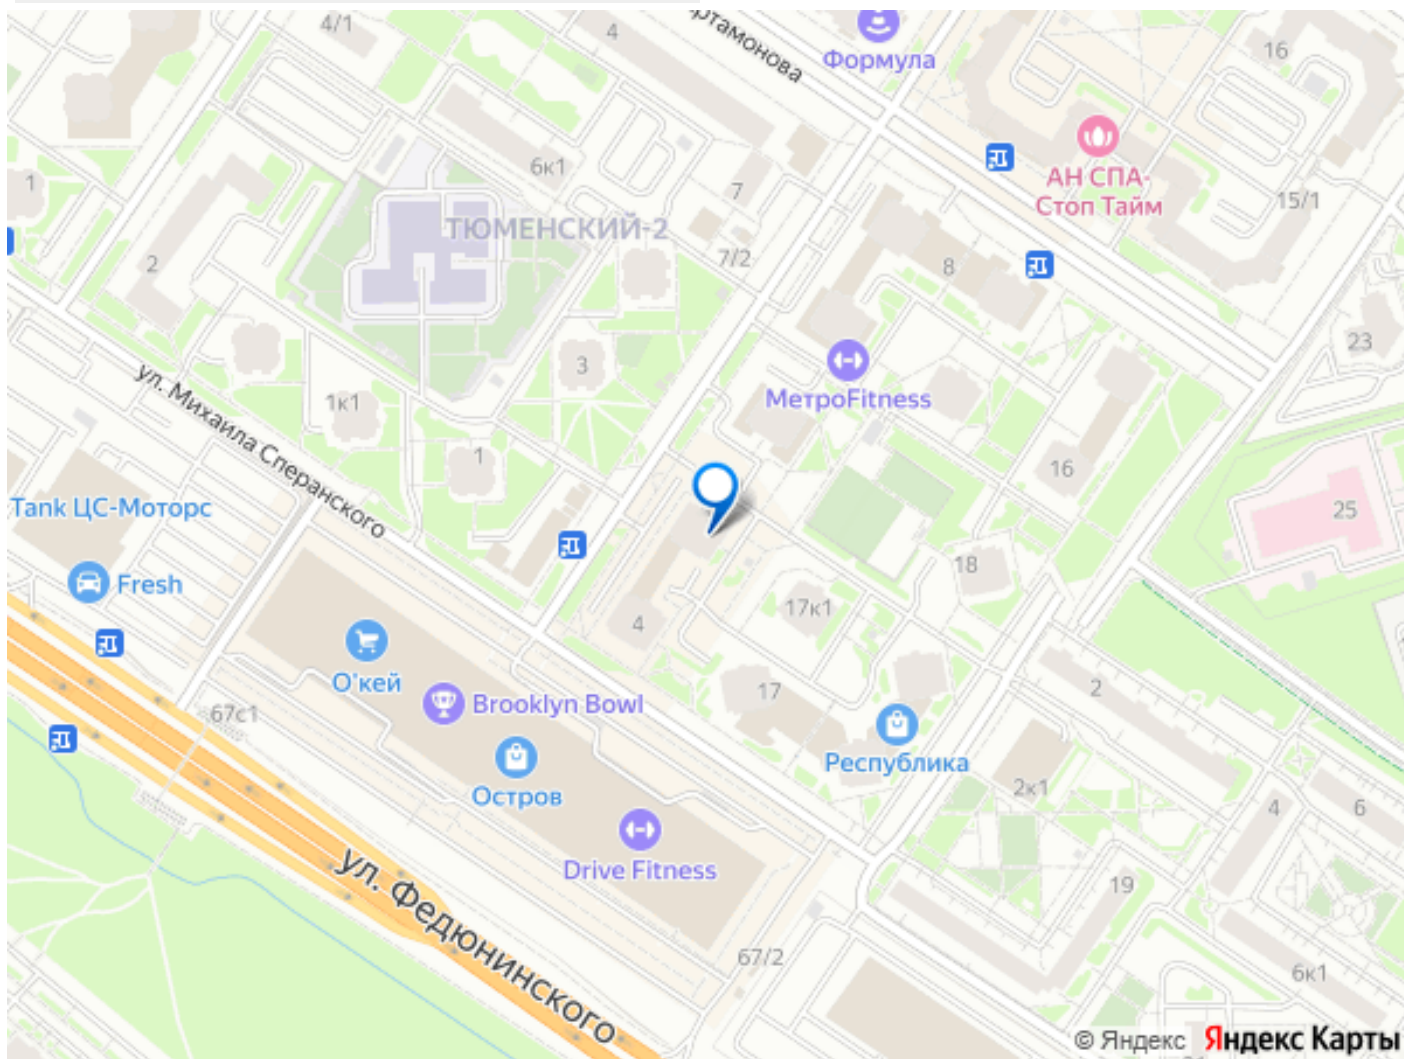 4/1
4
ртамонова
Формула
16
АН СПА-
Стоп Тайм
15/1
1
6к1
7
ТЮМЕНСКИЙ-2
7/2
8
2
3
23
МетроFitness
1к1
1
ул. Михаила Сперанского
16
25
Tank ЦС-Моторс
Fresh
18
17к1
4
О'кей
Brooklyn Bowl
17
2
67с1
Остров
Республика
2к1
4
6
Drive Fitness
19
ул. Федюнинского
67/2
6к1
© Яндекс Яндекс Карты